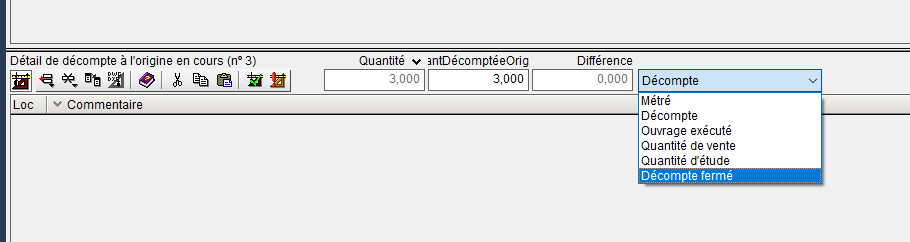 Détail de décompte à l'origine en cours (nº 3)
Quantité
antDécomptéeOrig
Différence
3,000
3,000
0,000
Décompte
Loc
Commentaire
Métré
Décompte
Ouvrage exécuté
Quantité de vente
Quantité d'étude
Décompte fermé